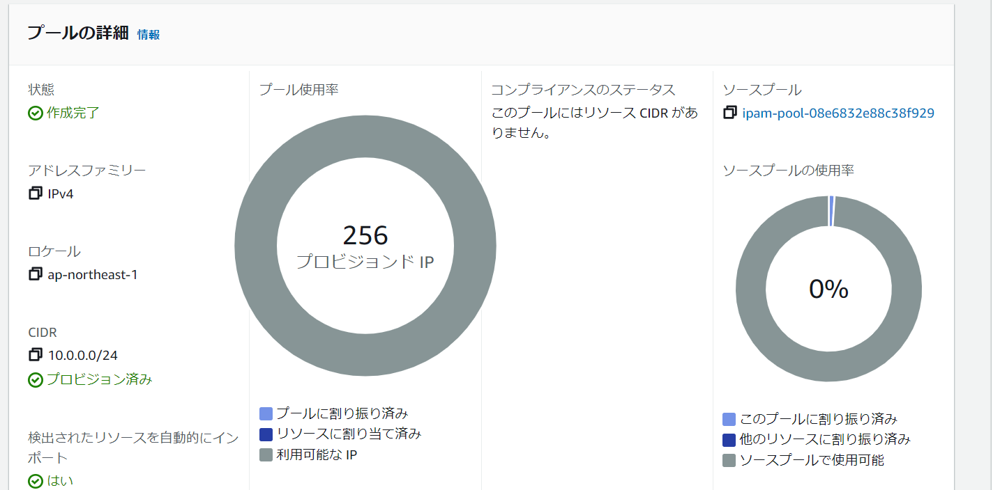 プールの詳細 情報
状態
作成完了
アドレスファミリー
IPv4
ロケール
ap-northeast-1
CIDR
10.0.0.0/24
プロビジョン済み
検出されたリソースを自動的にイン
ポート
はい
プール使用率
256
プロビジョンド IP
プールに割り振り済み
リソースに割り当て済み
利用可能な IP
コンプライアンスのステータス
このプールにはリソース CIDR があ
りません。
ソースプール
ipam-pool-08e6832e88c38f929
ソースプールの使用率
0%
このプールに割り振り済み
他のリソースに割り振り済み
ソースプールで使用可能